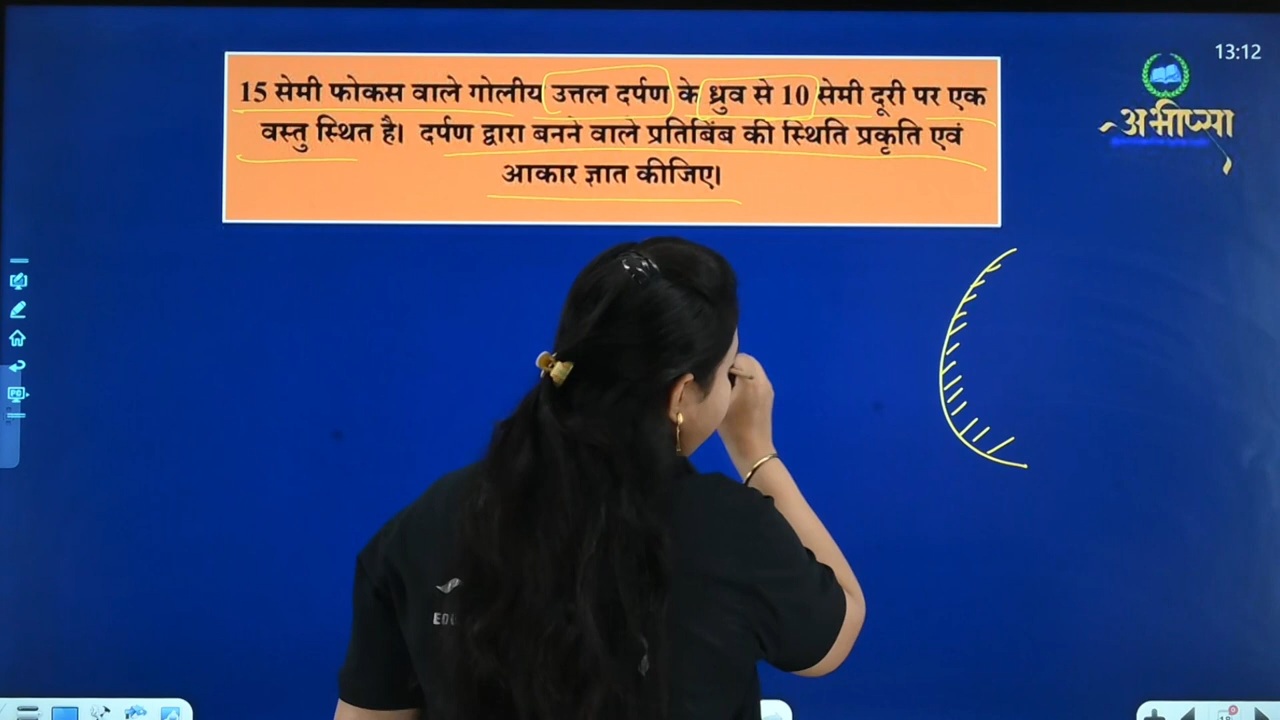 13:12
अभीप्सा
15 सेमी फोकस वाले गोलीय उत्तल दर्पण के ध्रुव से 10 सेमी दूरी पर एक
वस्तु स्थित है। दर्पण द्वारा बनने वाले प्रतिबिंब की स्थिति प्रकृति एवं
आकार ज्ञात कीजिए।
PC